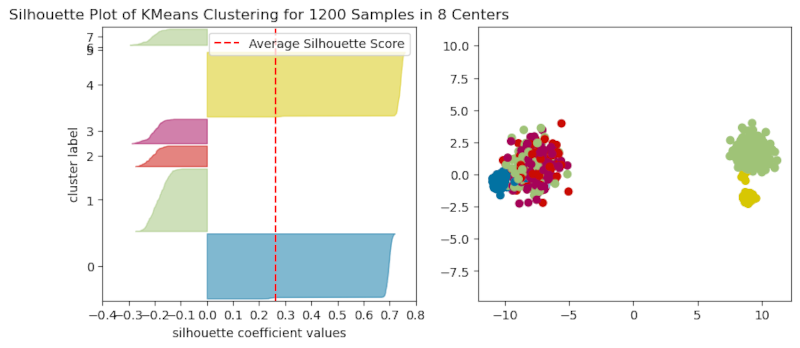 Silhouette Plot of KMeans Clustering for 1200 Samples in 8 Centers
Average Silhouette Score
cluster label
7
6
5
4
3
2
1
0
−0.4 −0.3 −0.2 −0.1 0.0 0.1 0.2 0.3 0.4 0.5 0.6 0.7 0.8
silhouette coefficient values
10.0
7.5
5.0
2.5
0.0
−2.5
−5.0
−7.5
−10 −5 0 5 10